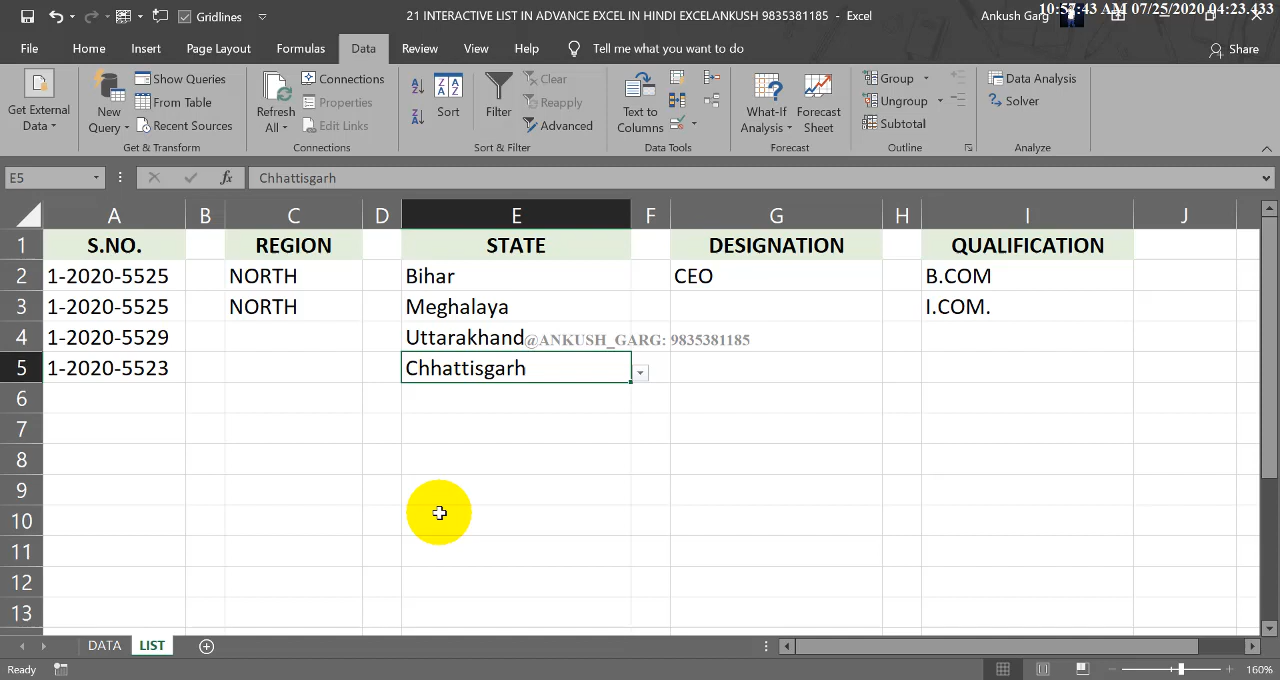 Gridlines
21 INTERACTIVE LIST IN ADVANCE EXCEL IN HINDI EXCELANKUSH 9835381185 - Excel
Ankush Garg
10:57:43 AM 07/25/2020 04:23.433
File Home Insert Page Layout Formulas Data Review View Help Tell me what you want to do Share
Get External Data
New Query
Show Queries
From Table
Recent Sources
Get & Transform
Refresh All
Connections
Properties
Edit Links
Connections
Sort
Filter
Clear
Reapply
Advanced
Sort & Filter
Text to Columns
Data Tools
What-If Analysis
Forecast Sheet
Forecast
Group
Ungroup
Subtotal
Outline
Data Analysis
Solver
Analyze
E5 fx Chhattisgarh
A B C D E F G H I J
1 S.NO. REGION STATE DESIGNATION QUALIFICATION
2 1-2020-5525 NORTH Bihar CEO B.COM
3 1-2020-5525 NORTH Meghalaya I.COM.
4 1-2020-5529 Uttarakhand @ANKUSH_GARG: 9835381185
5 1-2020-5523 Chhattisgarh
6
7
8
9
10
11
12
13
DATA LIST
Ready 160%